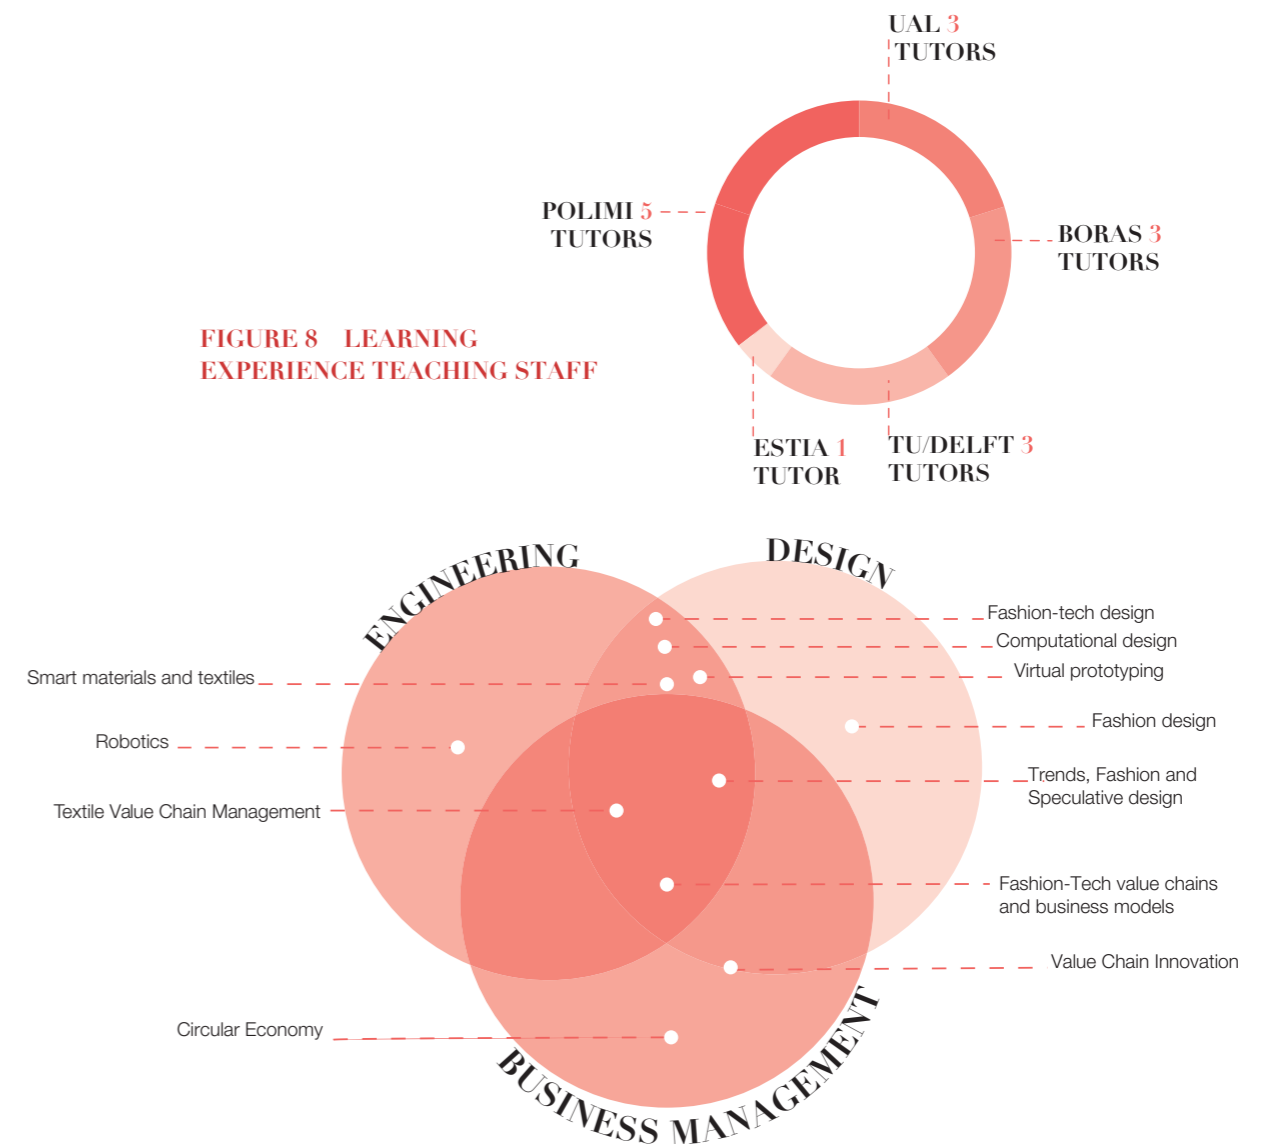 UAL 3
TUTORS
POLIMI 5
TUTORS
BORAS 3
TUTORS
FIGURE 8 LEARNING
EXPERIENCE TEACHING STAFF
ESTIA 1
TUTOR
TU/DELFT 3
TUTORS
ENGINEERING
DESIGN
Fashion-tech design
Computational design
Virtual prototyping
Smart materials and textiles
Fashion design
Robotics
Trends, Fashion and
Speculative design
Textile Value Chain Management
Fashion-Tech value chains
and business models
Value Chain Innovation
Circular Economy
BUSINESS MANAGEMENT